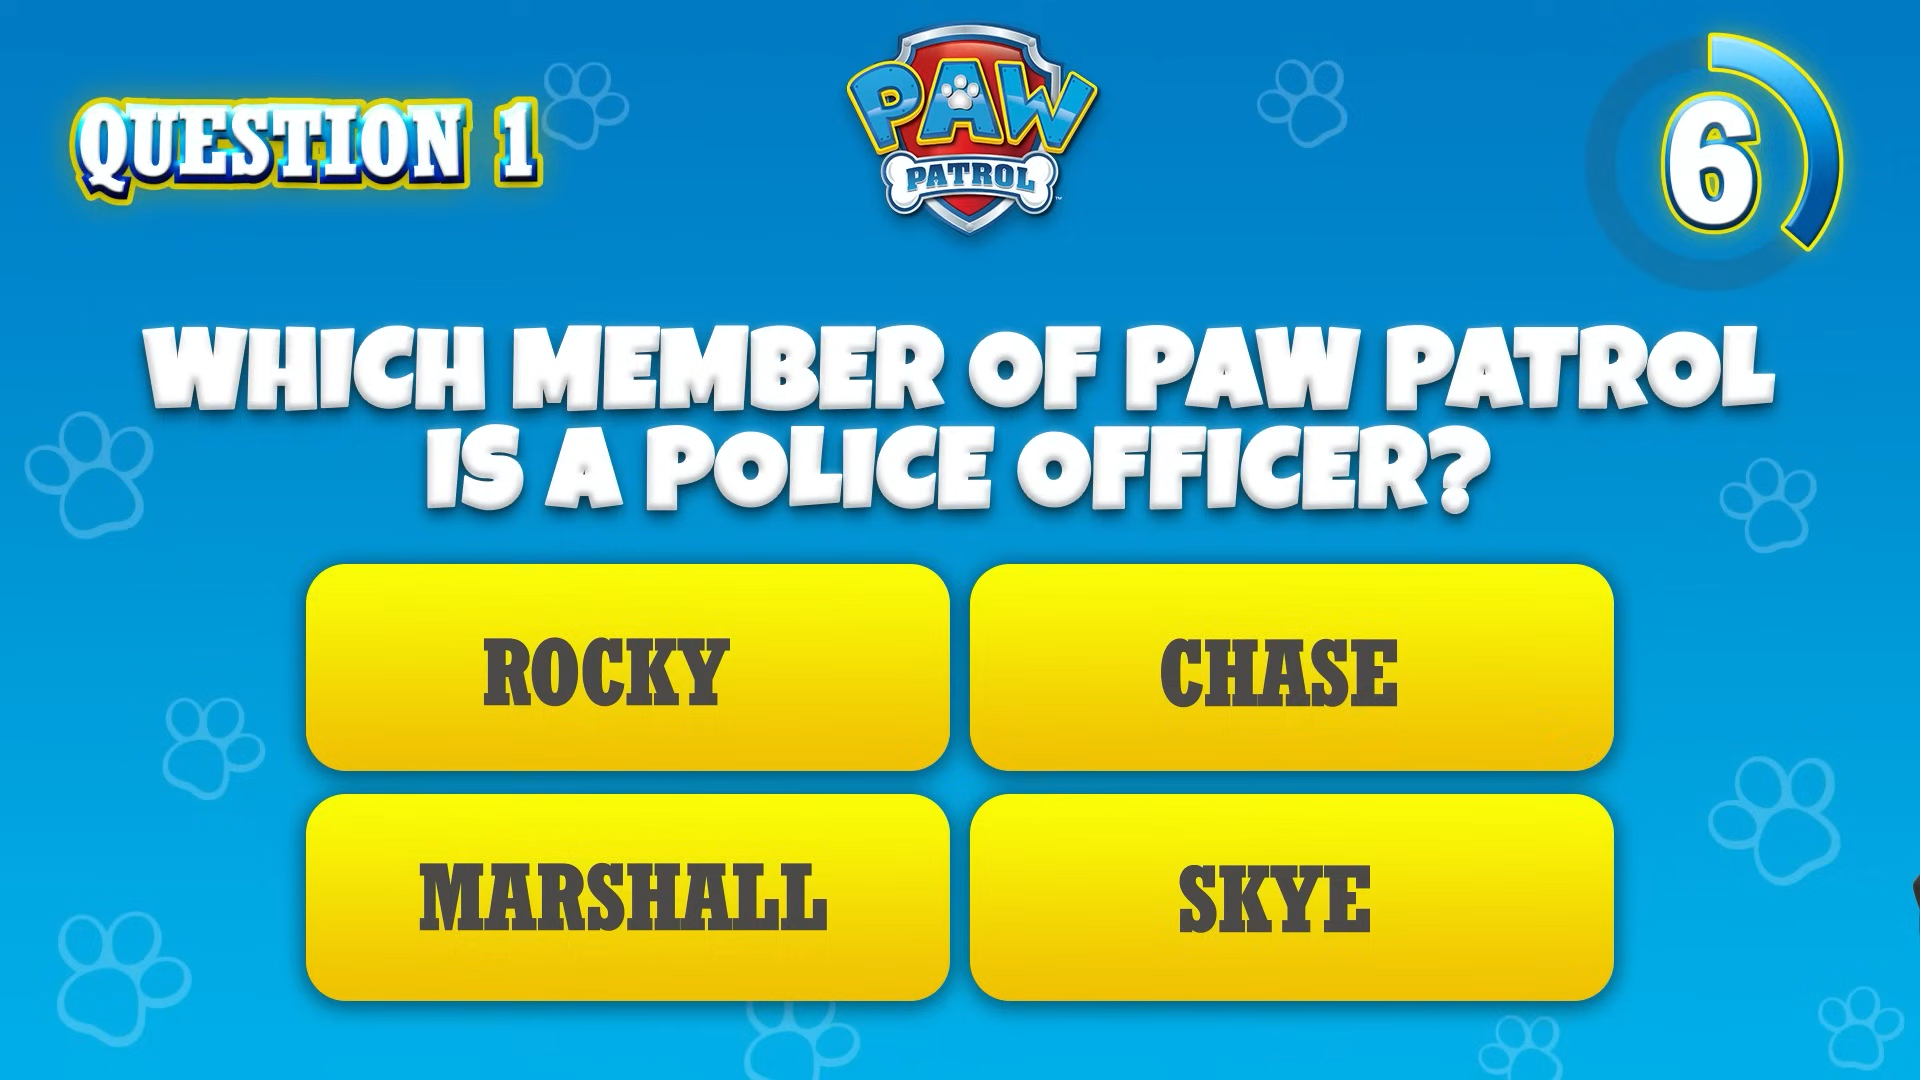 PAW
PATROL
QUESTION 1
6
WHICH MEMBER OF PAW PATROL
IS A POLICE OFFICER?
ROCKY
CHASE
MARSHALL
SKYE